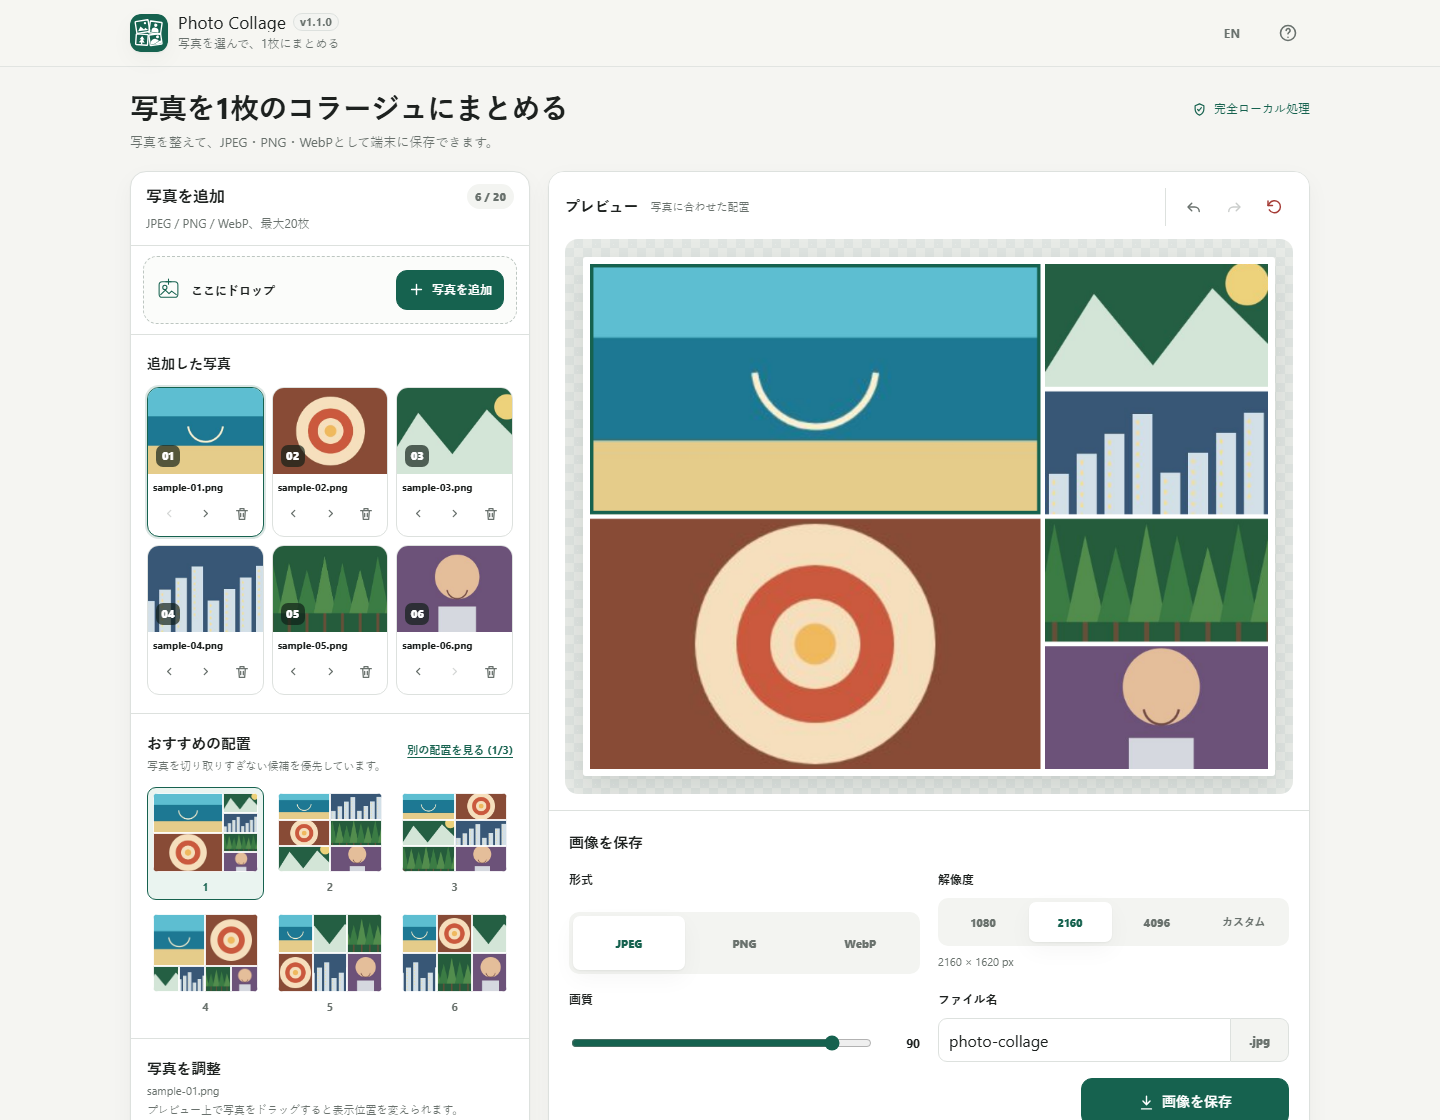 Photo Collage v1.1.0
写真を選んで、1枚にまとめる
EN
写真を1枚のコラージュにまとめる
写真を整えて、JPEG・PNG・WebPとして端末に保存できます。
完全ローカル処理
写真を追加
6 / 20
JPEG / PNG / WebP、最大20枚
ここにドロップ
写真を追加
追加した写真
01
02
03
sample-01.png
sample-02.png
sample-03.png
04
05
06
sample-04.png
sample-05.png
sample-06.png
おすすめの配置
写真を切り取りすぎない候補を優先しています。
別の配置を見る (1/3)
1
2
3
4
5
6
写真を調整
sample-01.png
プレビュー上で写真をドラッグすると表示位置を変えられます。
プレビュー
写真に合わせた配置
画像を保存
形式
JPEG
PNG
WebP
解像度
1080
2160
4096
カスタム
2160 × 1620 px
画質
90
ファイル名
photo-collage
.jpg
画像を保存